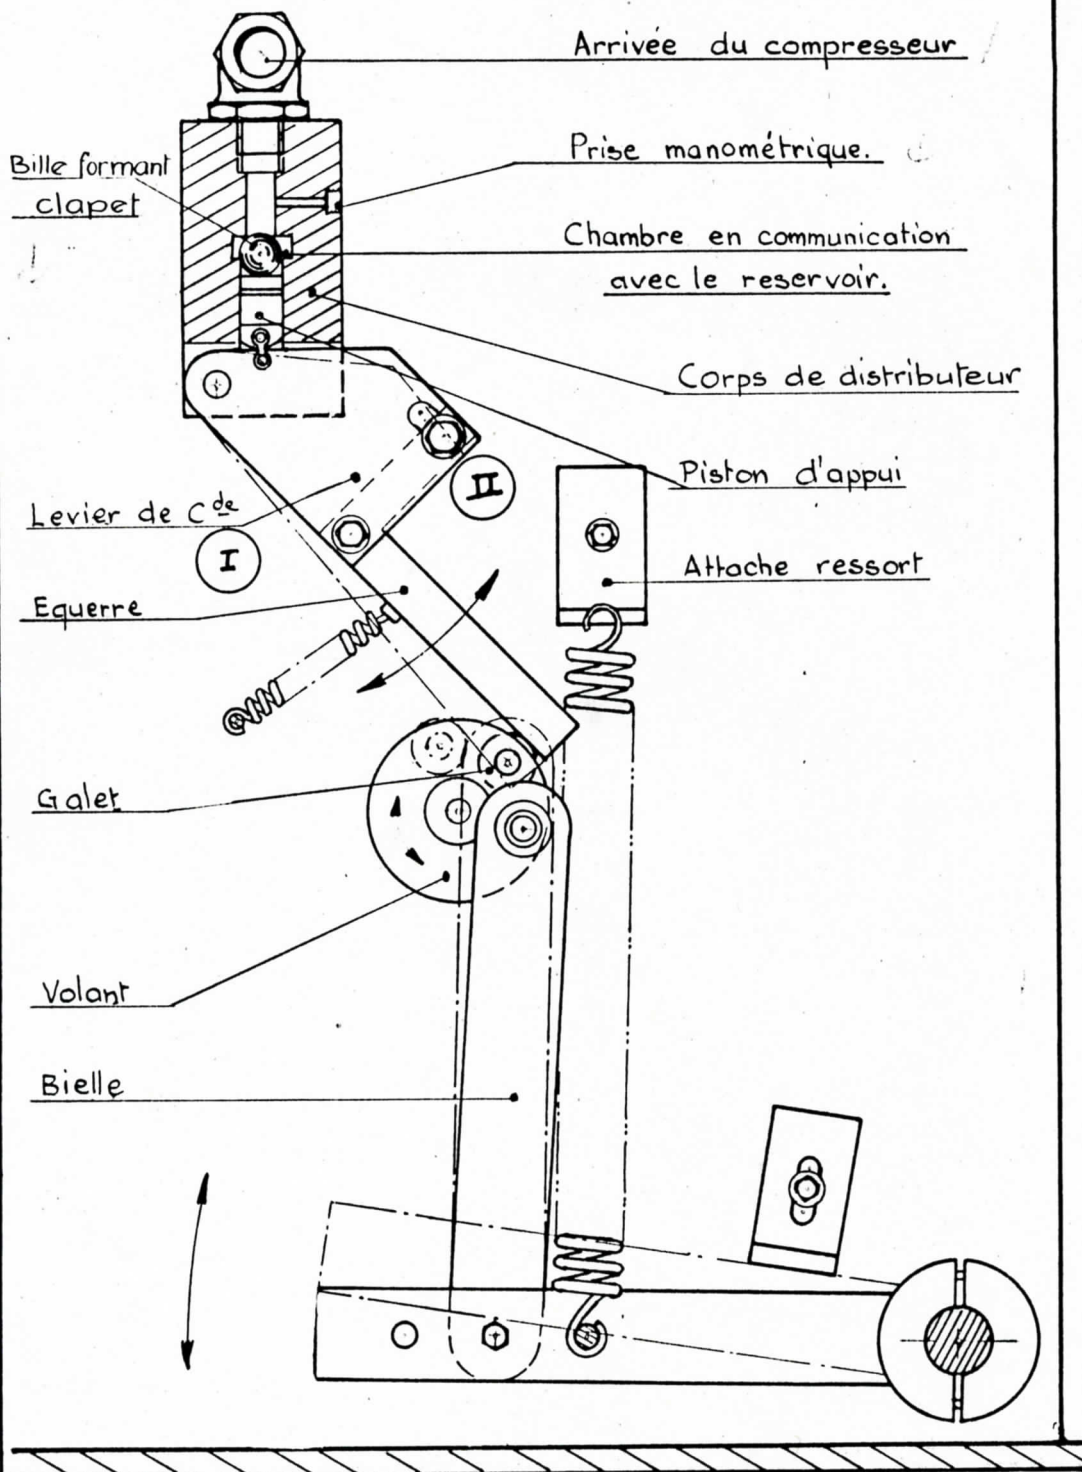 Arrivée du compresseur
Prise manométrique.
Bille formant
clapet
Chambre en communication
avec le reservoir.
Corps de distributeur
Piston d'appui
II
Levier de Cde
I
Attache ressort
Equerre
Galet
Volant
Bielle